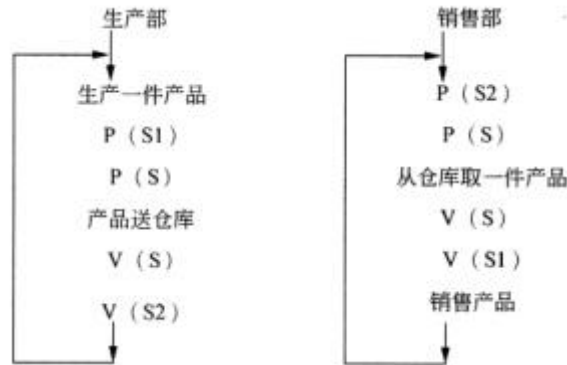 生产部
生产一件产品
P（S1）
P（S）
产品送仓库
V（S）
V（S2）
销售部
P（S2）
P（S）
从仓库取一件产品
V（S）
V（S1）
销售产品